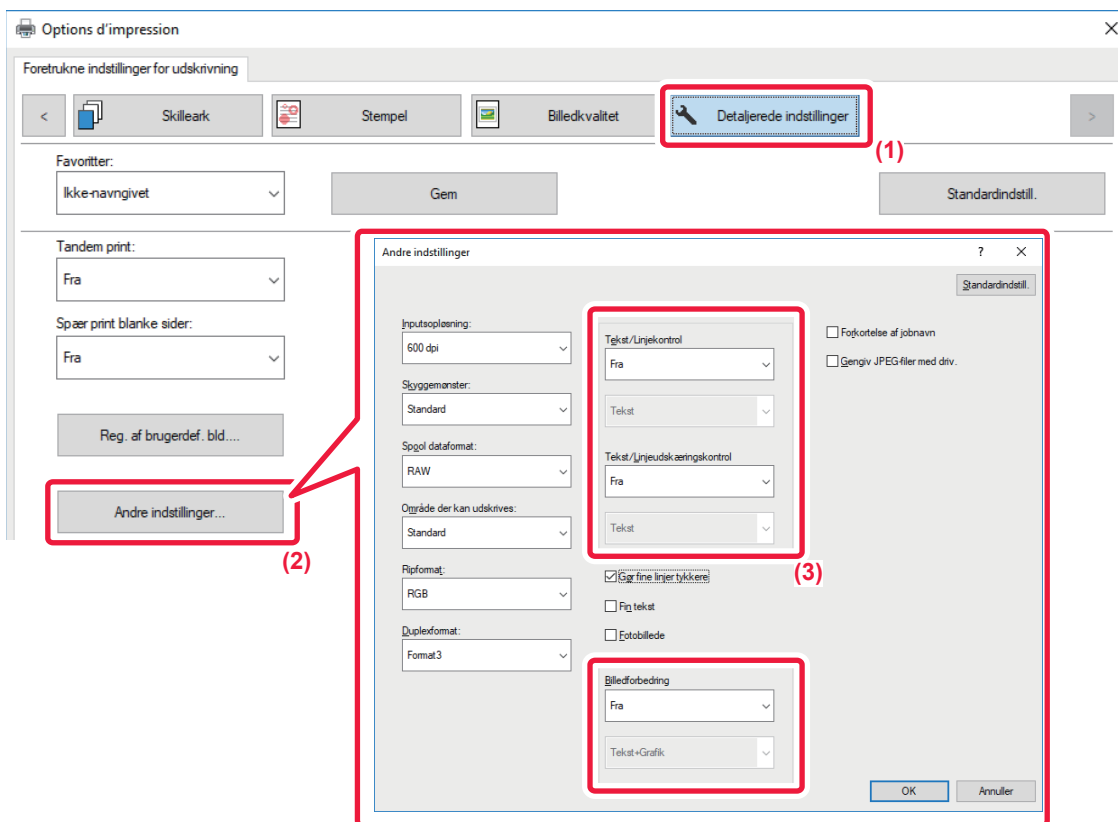 Options d'impression
Foretrukne indstillinger for udskrivning
<
Skilleark
Stempel
Billedkvalitet
Detaljerede indstillinger
>
(1)
Favoritter:
Ikke-navngivet
Gem
Standardindstill.
Tandem print:
Fra
Spær print blanke sider:
Fra
Reg. af brugerdef. bld....
Andre indstillinger...
(2)
Andre indstillinger
?
Standardindstill.
Inputsopløsning:
600 dpi
Skyggemønster:
Standard
Spool dataformat:
RAW
Område der kan udskrives:
Standard
Ripformat:
RGB
Duplexformat:
Format3
Tekst/Linjekontrol
Fra
Tekst
Tekst/Linjeudskæringskontrol
Fra
Tekst
(3)
Gør fine linjer tykkere
Fin tekst
Fotobillede
Billedforbedring
Fra
Tekst+Grafik
Forkortelse af jobnavn
Gengiv JPEG-filer med driv.
OK
Annuller